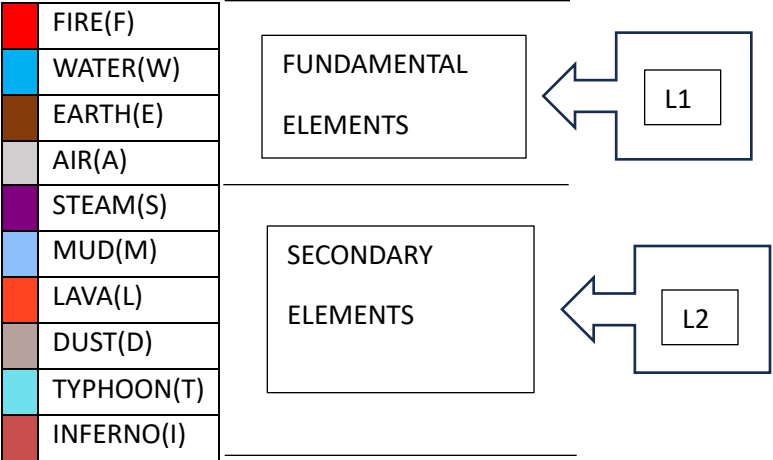 FIRE(F)
WATER(W)
EARTH(E)
AIR(A)
STEAM(S)
MUD(M)
LAVA(L)
DUST(D)
TYPHOON(T)
INFERNO(I)
FUNDAMENTAL
ELEMENTS
L1
SECONDARY
ELEMENTS
L2